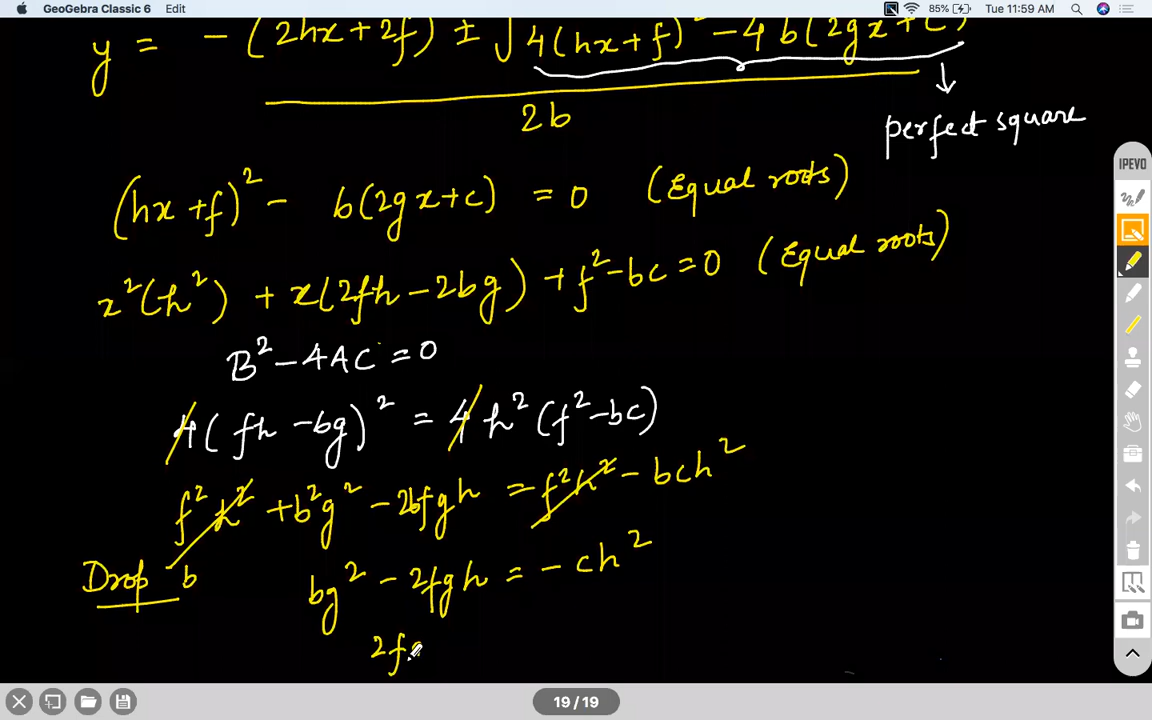 GeoGebra Classic 6 Edit 85% Tue 11:59 AM
y = - (2hx + 2f) ± √4(hx + f)² - 4b(2gx + c)
2b
perfect square
IPEVO
(hx + f)² - b(2gx + c) = 0 (Equal roots)
x²(h²) + x(2fh - 2bg) + f² - bc = 0 (Equal roots)
B² - 4AC = 0
4(fh - bg)² = 4h²(f² - bc)
f²h² + b²g² - 2bfgh = f²h² - bch²
Drop b
bg² - 2fgh = - ch²
2f
19/19